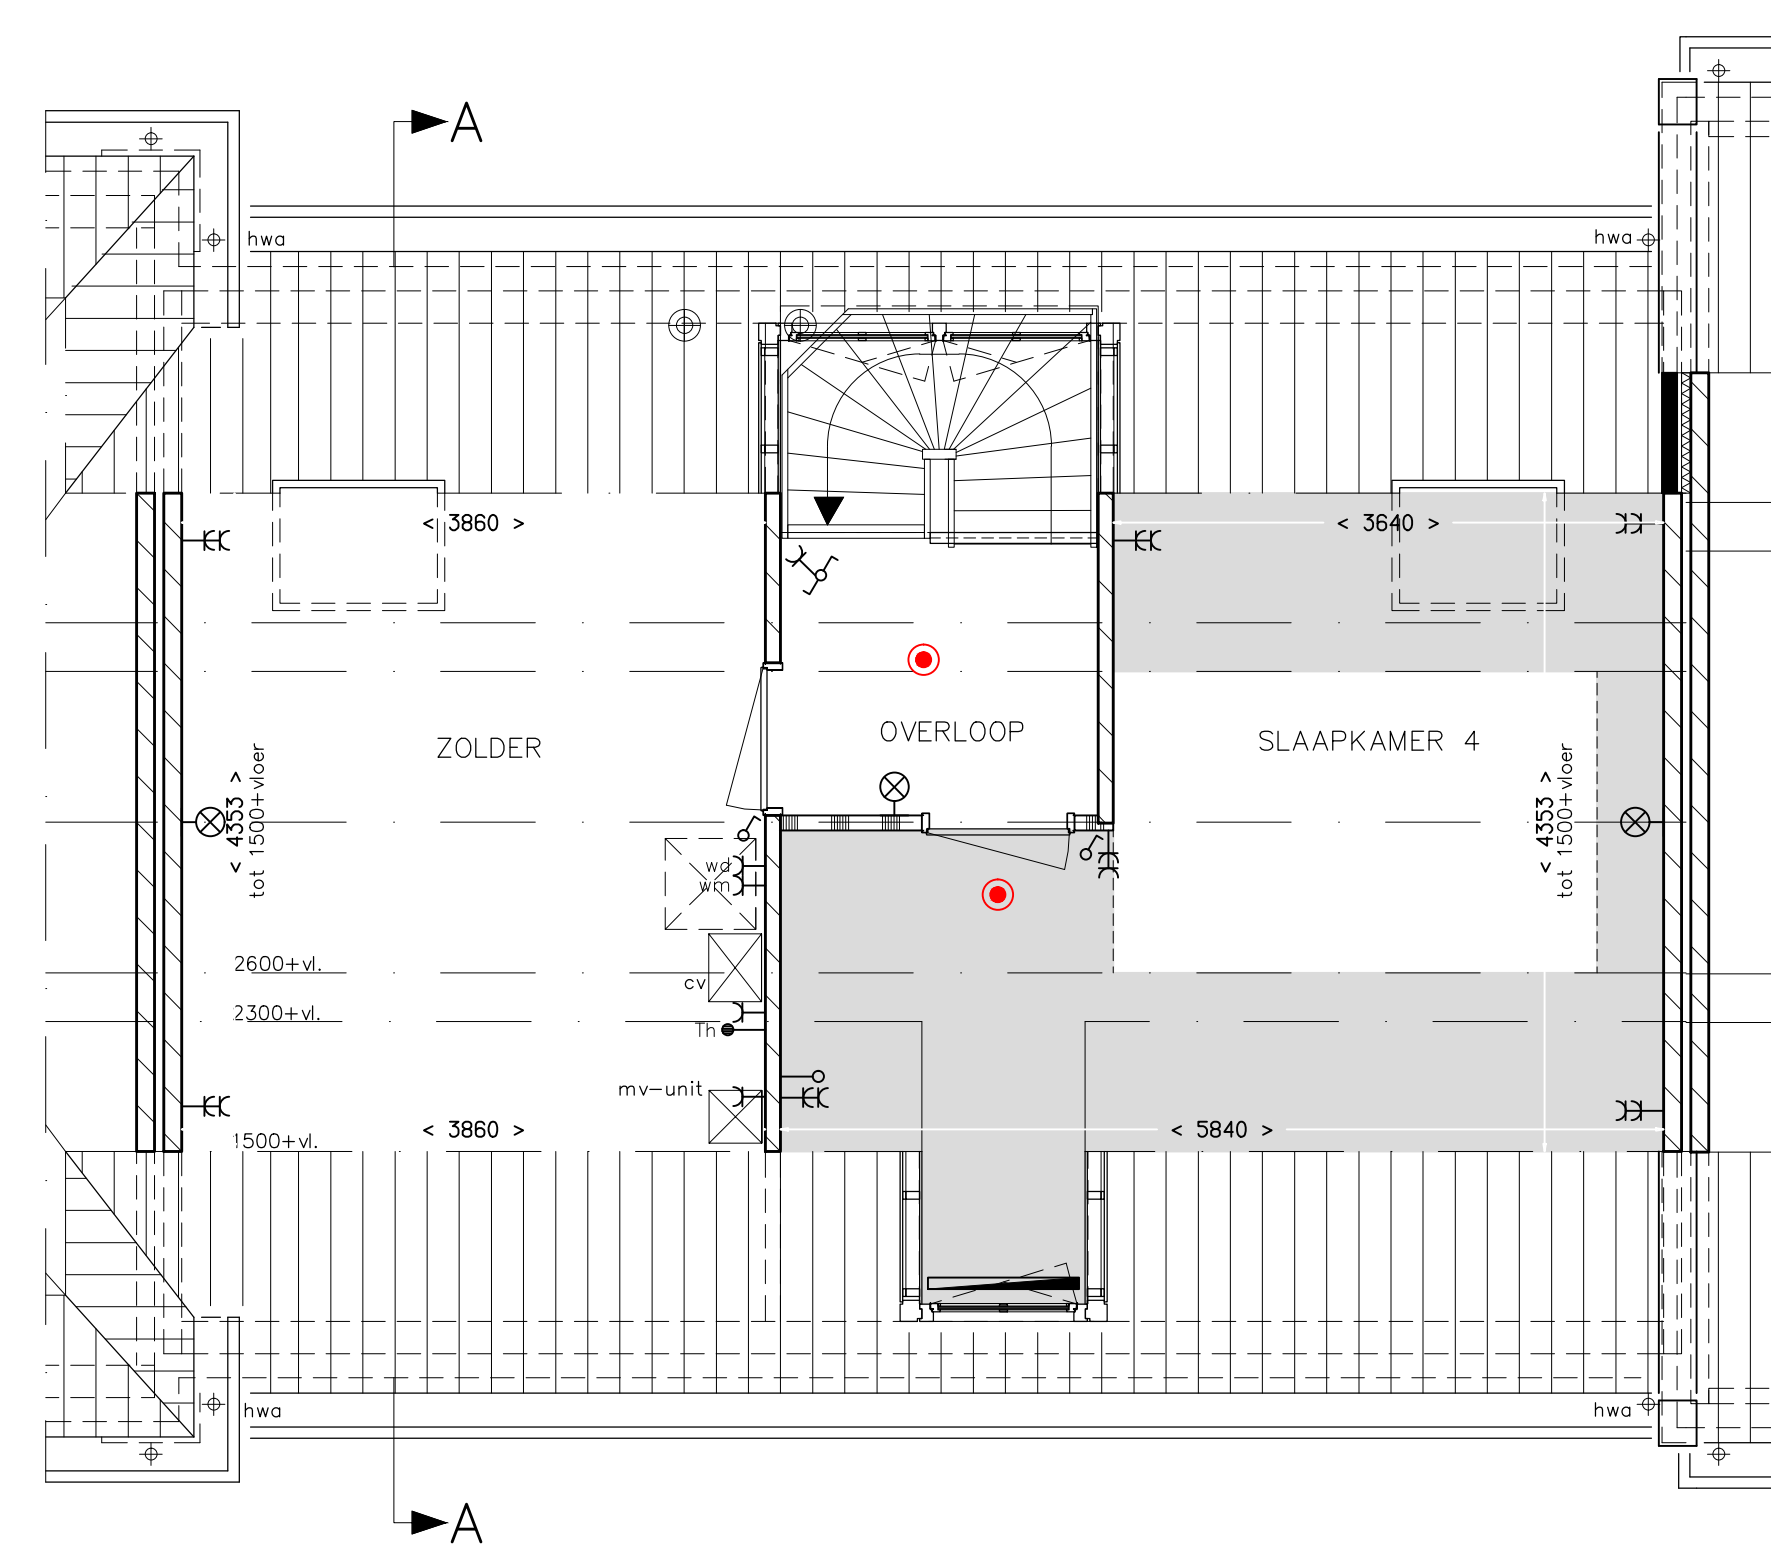 A
hwa
hwa
< 3860 >
< 3640 >
ZOLDER
OVERLOOP
SLAAPKAMER 4
< 4353 >
tot 1500+vloer
< 4353 >
tot 1500+vloer
wd
wm
2600+vl.
cv
2300+vl.
Th
mv-unit
< 3860 >
< 5840 >
1500+vl.
hwa
hwa
A